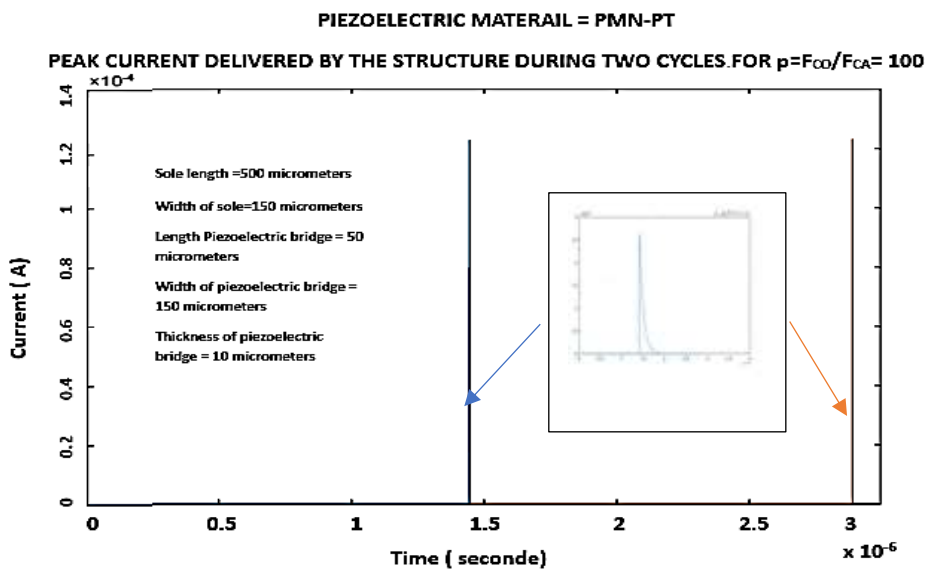 PIEZOELECTRIC MATERAIL = PMN-PT
PEAK CURRENT DELIVERED BY THE STRUCTURE DURING TWO CYCLES.FOR p=FCO/FCA= 100
×10-4
1.4
1.2
1
0.8
0.6
0.4
0.2
0
Current ( A)
Sole length =500 micrometers
Width of sole=150 micrometers
Length Piezoelectric bridge = 50
micrometers
Width of piezoelectric bridge =
150 micrometers
Thickness of piezoelectric
bridge = 10 micrometers
0 0.5 1 1.5 2 2.5 3
x 10-6
Time ( seconde)